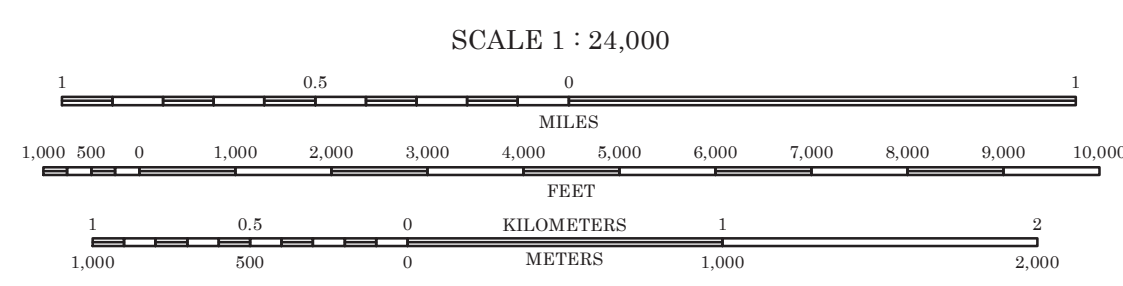 SCALE 1 : 24,000
1 0.5 0 1
MILES
1,000 500 0 1,000 2,000 3,000 4,000 5,000 6,000 7,000 8,000 9,000 10,000
FEET
1 0.5 0 KILOMETERS 1 2
1,000 500 0 METERS 1,000 2,000